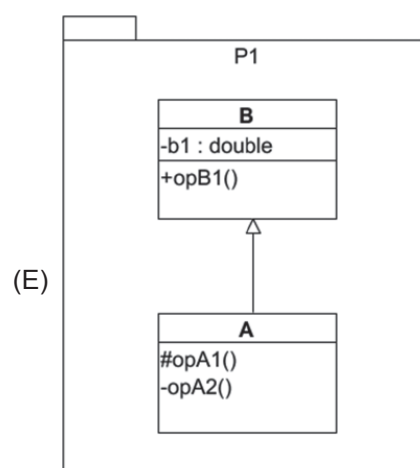 P1
B
-b1 : double
+opB1()
(E)
A
#opA1()
-opA2()